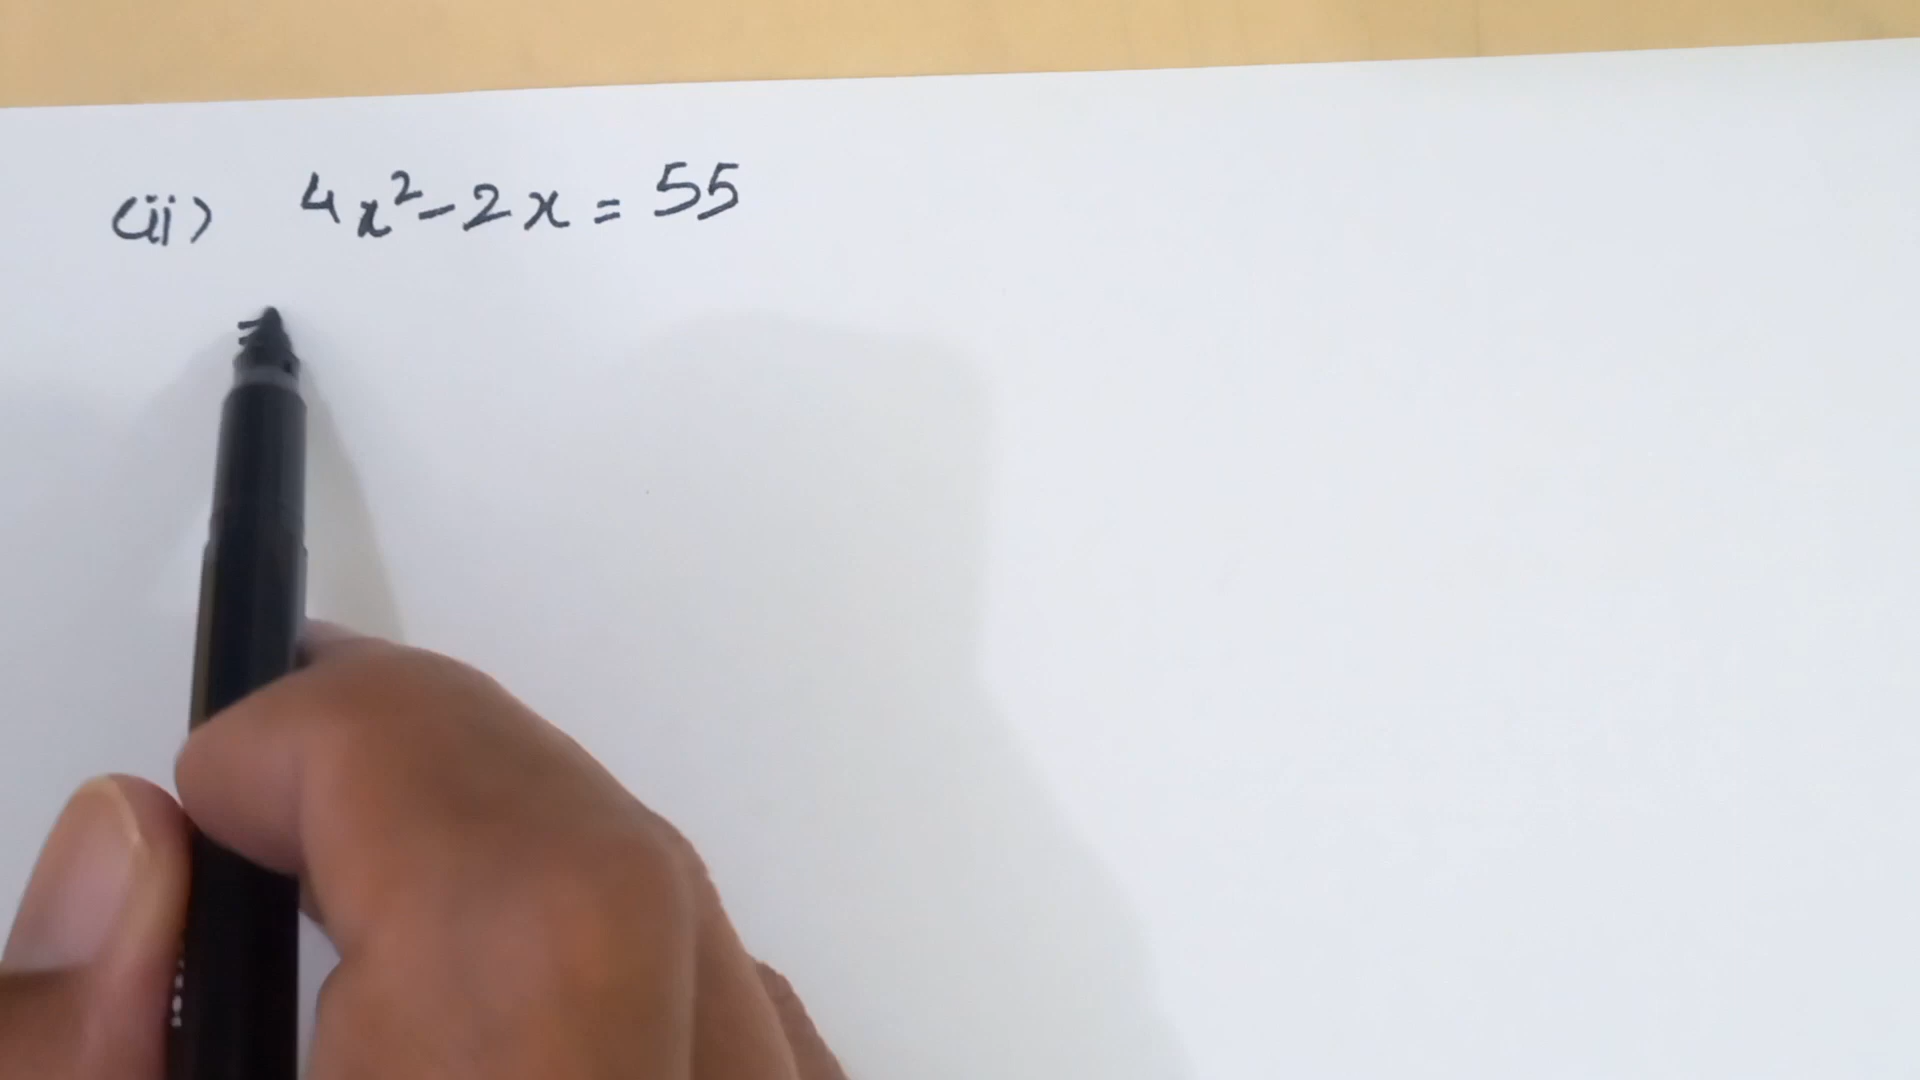 (ii) 4x² - 2x = 55